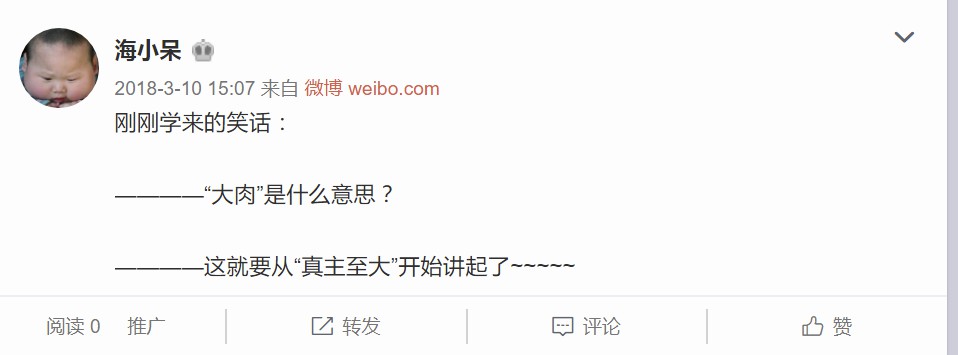 海小呆
2018-3-10 15:07 来自 微博 weibo.com
刚刚学来的笑话：
————“大肉”是什么意思？
————这就要从“真主至大”开始讲起了~~~~~
阅读 0 推广 转发 评论 赞